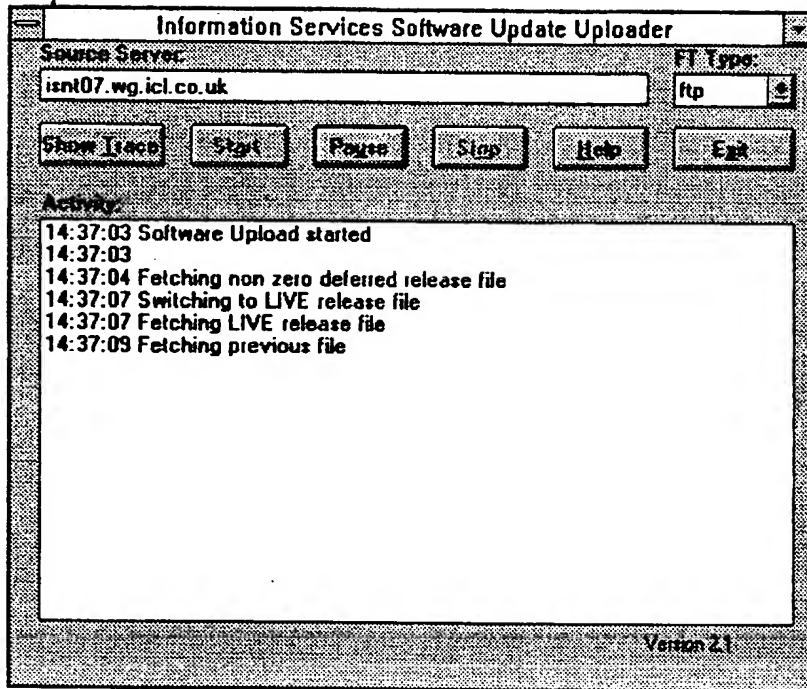 Information Services Software Update Uploader
Source Server:
FT Type:
isnt07.wg.icl.co.uk
ftp
Show Trace
Start
Pause
Stop
Help
Exit
Activity:
14:37:03 Software Upload started
14:37:03
14:37:04 Fetching non zero deferred release file
14:37:07 Switching to LIVE release file
14:37:07 Fetching LIVE release file
14:37:09 Fetching previous file
Version 2.1